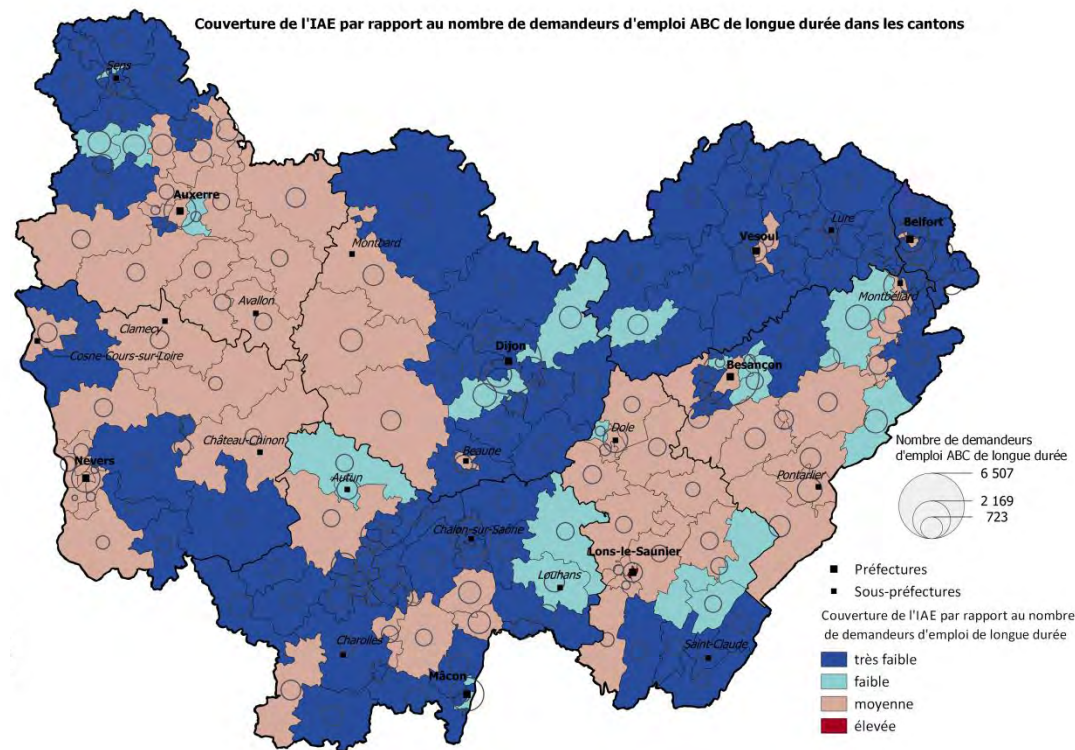 Couverture de l'IAE par rapport au nombre de demandeurs d'emploi ABC de longue durée dans les cantons
Sens
Auxerre
Montbard
Vesoul
Lure
Belfort
Montbéliard
Avallon
Clamecy
Cosne-Cours-sur-Loire
Dijon
Besançon
Dole
Château-Chinon
Beaune
Nevers
Autun
Pontarlier
Chalon-sur-Saône
Lons-le-Saunier
Louhans
Charolles
Saint-Claude
Mâcon
Nombre de demandeurs
d'emploi ABC de longue durée
6 507
2 169
723
Préfectures
Sous-préfectures
Couverture de l'IAE par rapport au nombre
de demandeurs d'emploi de longue durée
très faible
faible
moyenne
élevée